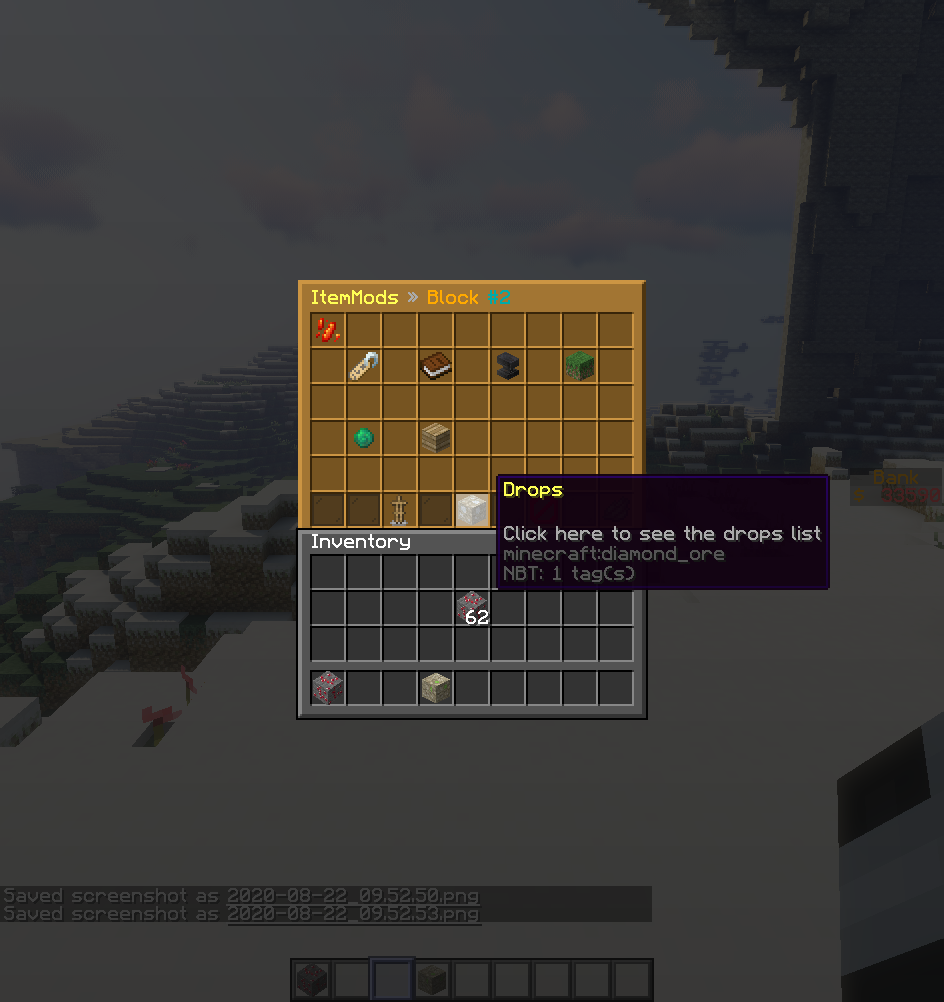 ItemMods » Block #2
Drops
Click here to see the drops list
minecraft:diamond_ore
NBT: 1 tag(s)
Bank
Inventory
62
Saved screenshot as 2020-08-22_09.52.50.png
Saved screenshot as 2020-08-22_09.52.53.png